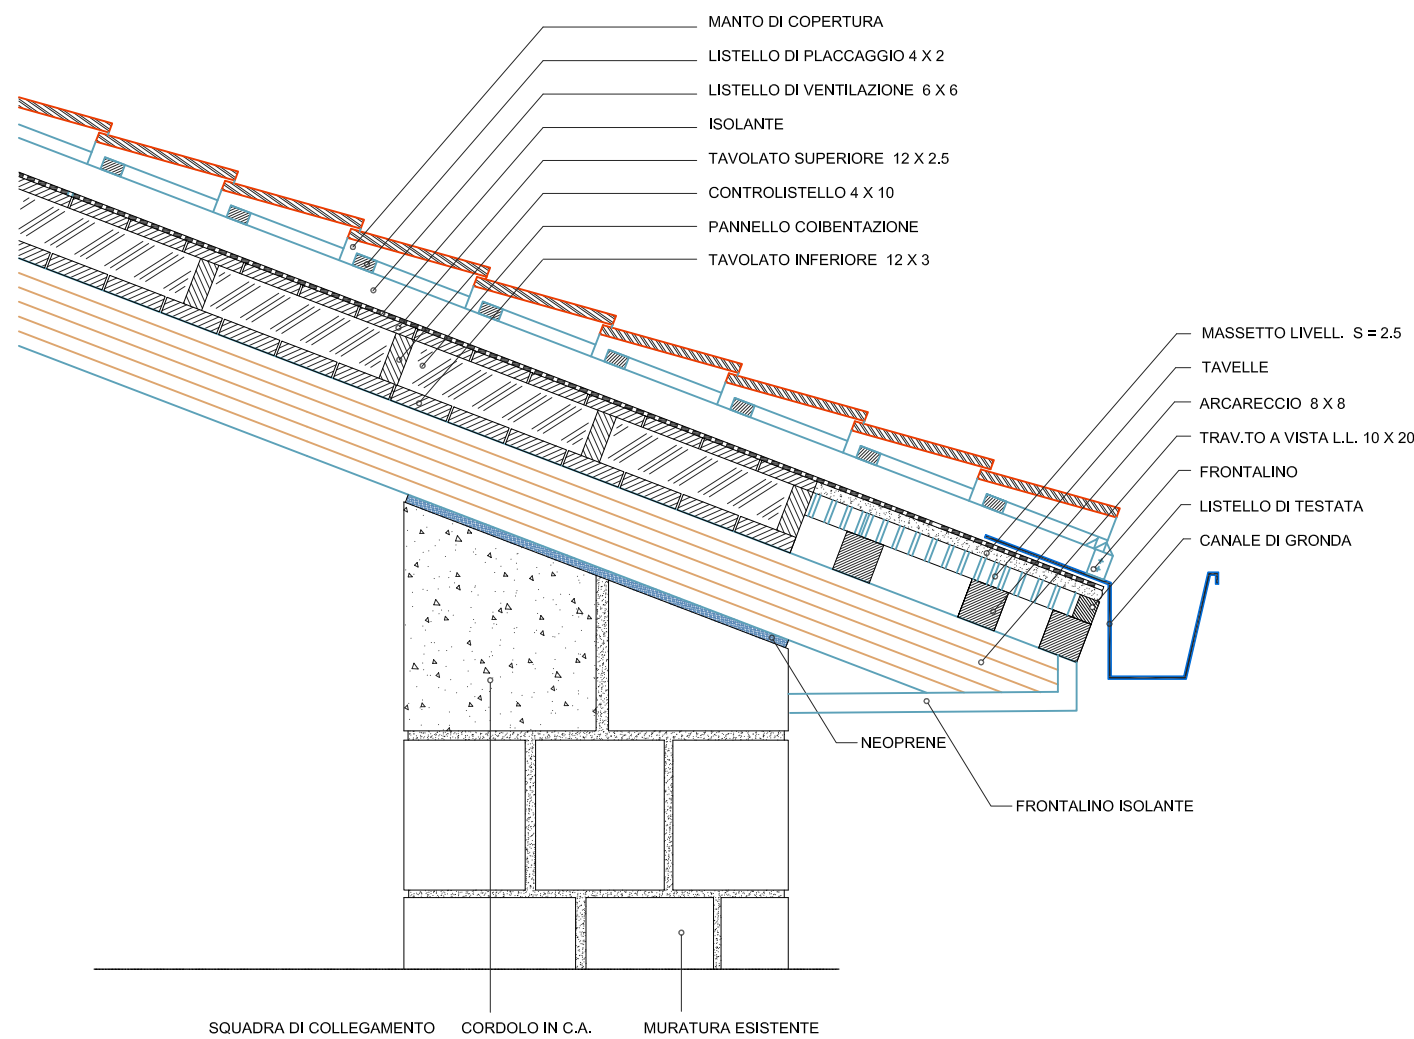 MANTO DI COPERTURA
LISTELLO DI PLACCAGGIO 4 X 2
LISTELLO DI VENTILAZIONE 6 X 6
ISOLANTE
TAVOLATO SUPERIORE 12 X 2.5
CONTROLISTELLO 4 X 10
PANNELLO COIBENTAZIONE
TAVOLATO INFERIORE 12 X 3
MASSETTO LIVELL. S = 2.5
TAVELLE
ARCARECCIO 8 X 8
TRAV.TO A VISTA L.L. 10 X 20
FRONTALINO
LISTELLO DI TESTATA
CANALE DI GRONDA
NEOPRENE
FRONTALINO ISOLANTE
SQUADRA DI COLLEGAMENTO
CORDOLO IN C.A.
MURATURA ESISTENTE